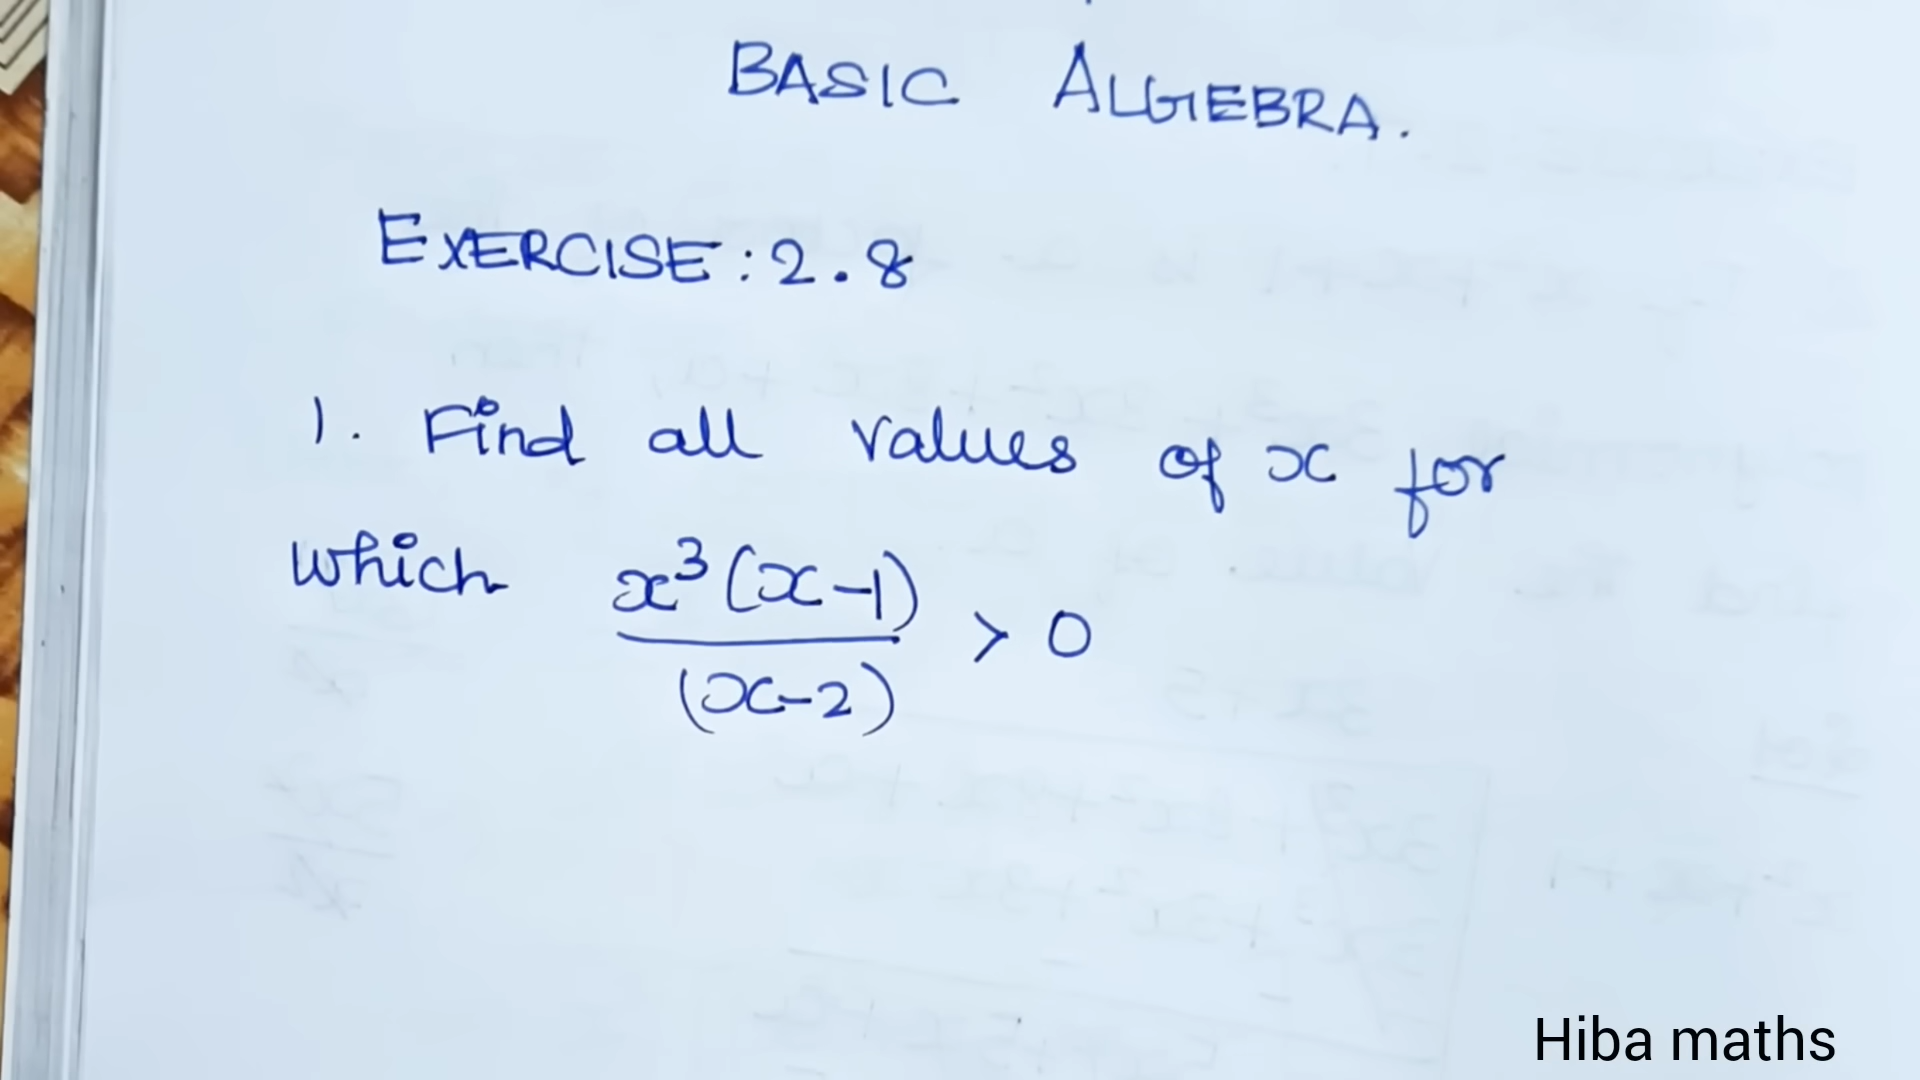 BASIC ALGEBRA.
EXERCISE: 2.8
1. Find all values of x for
which x³(x-1)
/(x-2) > 0
Hiba maths